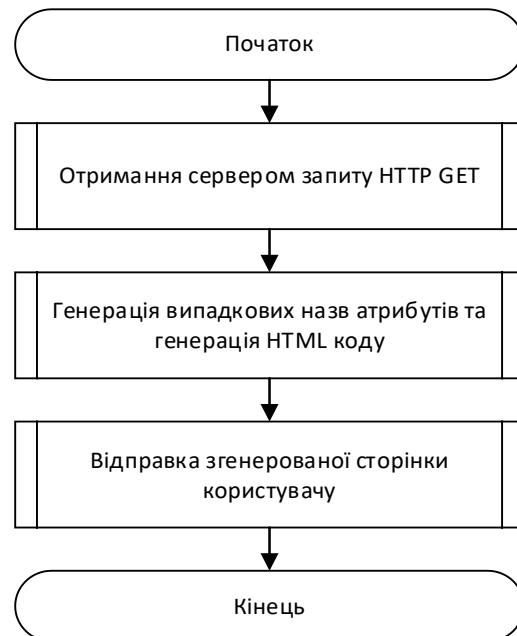 Початок
Отримання сервером запиту HTTP GET
Генерація випадкових назв атрибутів та
генерація HTML коду
Відправка згенерованої сторінки
користувачу
Кінець